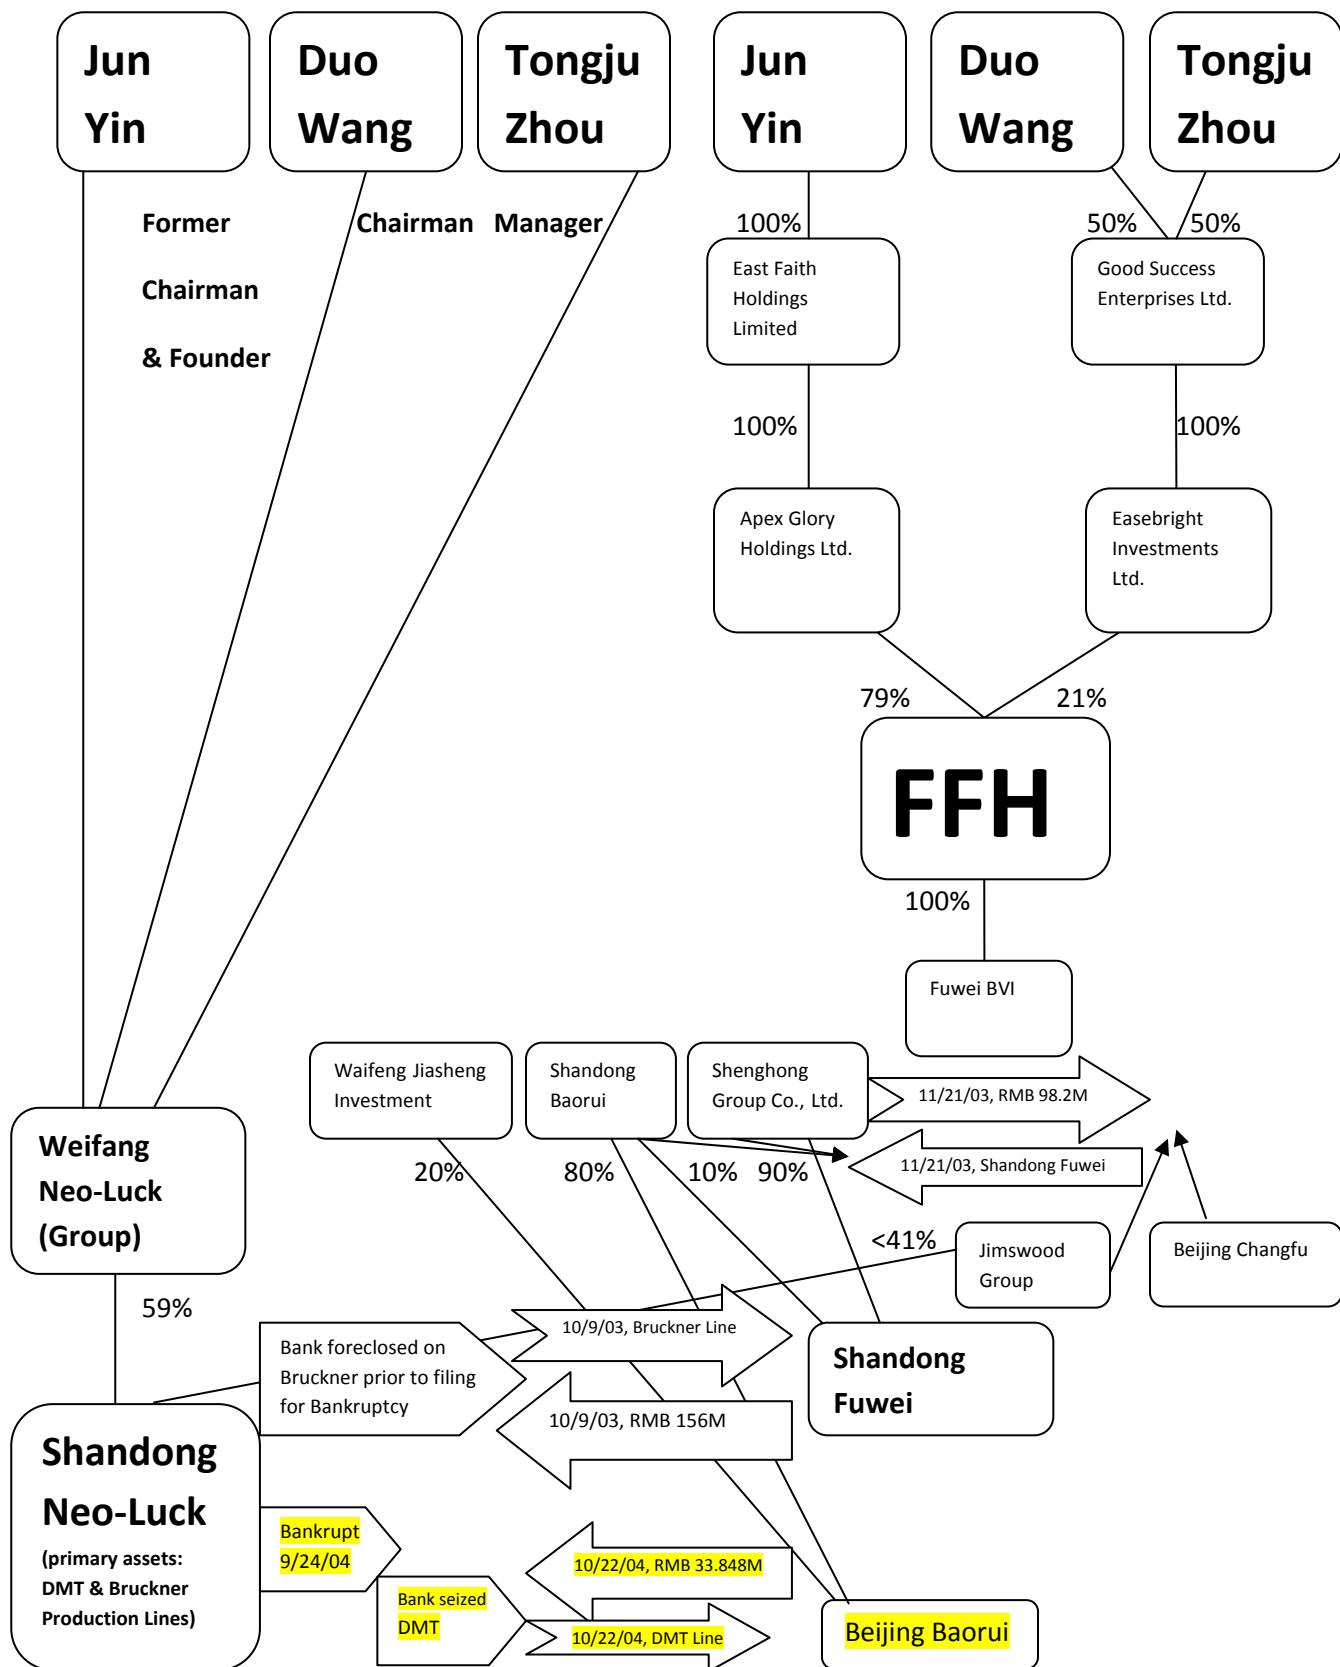 Jun
Yin
Duo
Wang
Tongju
Zhou
Jun
Yin
Duo
Wang
Tongju
Zhou
Former
Chairman
& Founder
Chairman
Manager
100%
50%
50%
East Faith
Holdings
Limited
Good Success
Enterprises Ltd.
100%
100%
Apex Glory
Holdings Ltd.
Easebright
Investments
Ltd.
79%
21%
FFH
100%
Fuwei BVI
Waifeng Jiasheng
Investment
Shandong
Baorui
Shenghong
Group Co., Ltd.
11/21/03, RMB 98.2M
11/21/03, Shandong Fuwei
20%
80%
10%
90%
Weifang
Neo-Luck
(Group)
<41%
Jimswood
Group
Beijing Changfu
59%
10/9/03, Bruckner Line
Bank foreclosed on
Bruckner prior to filing
for Bankruptcy
Shandong
Fuwei
10/9/03, RMB 156M
Shandong
Neo-Luck
(primary assets:
DMT & Bruckner
Production Lines)
Bankrupt
9/24/04
10/22/04, RMB 33.848M
Bank seized
DMT
10/22/04, DMT Line
Beijing Baorui